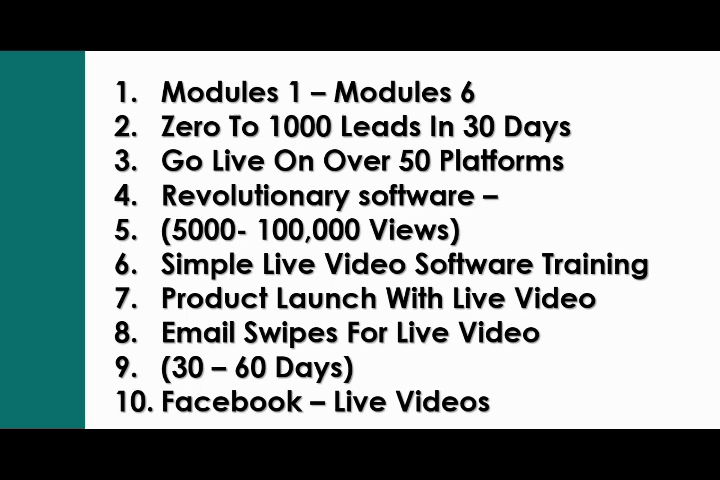 1. Modules 1 – Modules 6
2. Zero To 1000 Leads In 30 Days
3. Go Live On Over 50 Platforms
4. Revolutionary software –
5. (5000- 100,000 Views)
6. Simple Live Video Software Training
7. Product Launch With Live Video
8. Email Swipes For Live Video
9. (30 – 60 Days)
10. Facebook – Live Videos